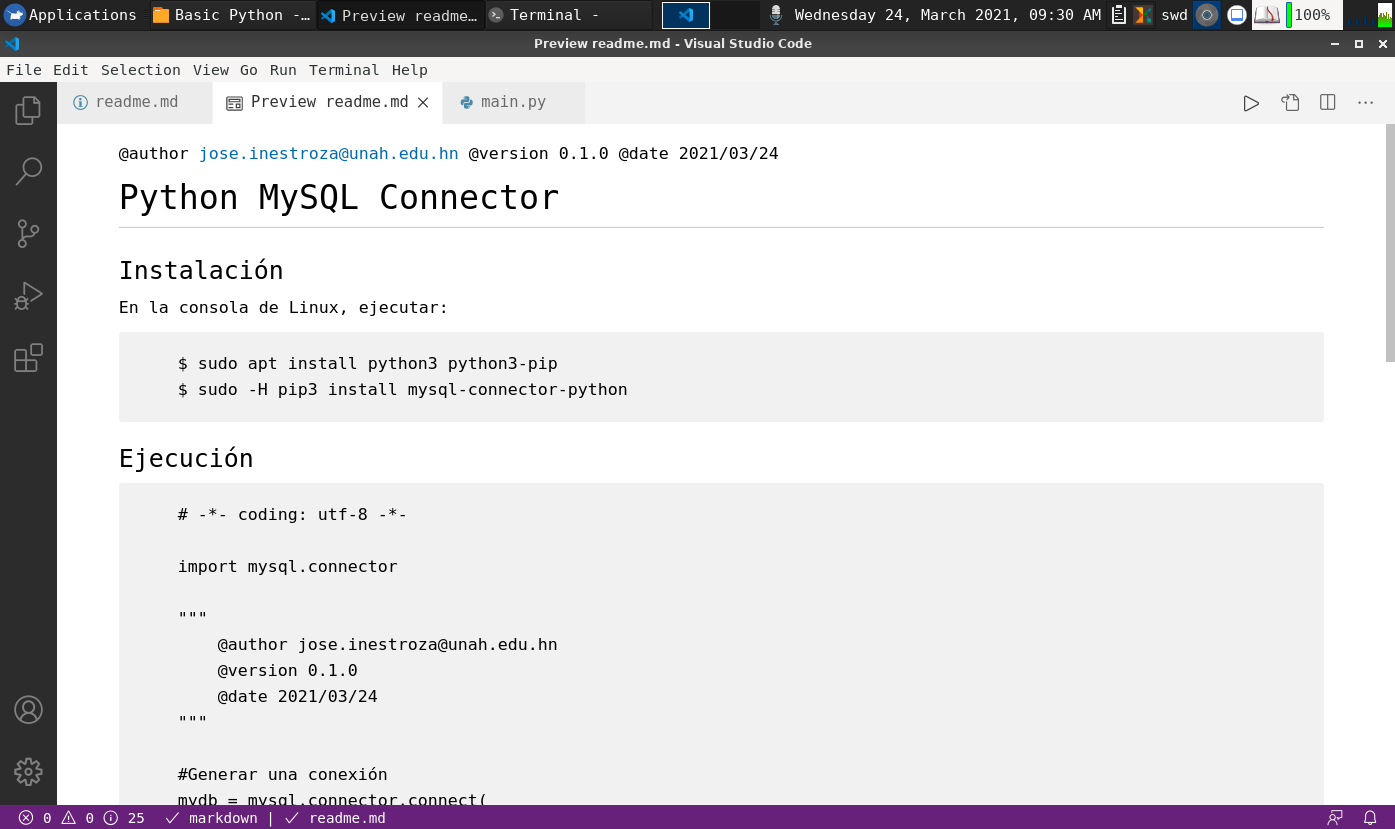 Applications Basic Python -... Preview readme... Terminal - Wednesday 24, March 2021, 09:30 AM swd 100%
Preview readme.md - Visual Studio Code
File Edit Selection View Go Run Terminal Help
readme.md Preview readme.md main.py
@author jose.inestroza@unah.edu.hn @version 0.1.0 @date 2021/03/24
Python MySQL Connector
Instalación
En la consola de Linux, ejecutar:
$ sudo apt install python3 python3-pip
$ sudo -H pip3 install mysql-connector-python
Ejecución
# -*- coding: utf-8 -*-
import mysql.connector
"""
@author jose.inestroza@unah.edu.hn
@version 0.1.0
@date 2021/03/24
"""
#Generar una conexión
mydb = mysql.connector.connect(
0 0 25 markdown | readme.md